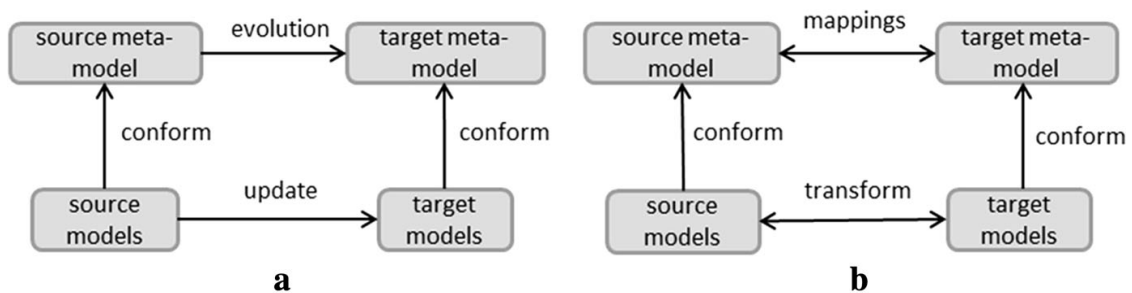 source meta-
model
evolution
target meta-
model
conform
conform
source
models
update
target
models
a
source meta-
model
mappings
target meta-
model
conform
conform
source
models
transform
target
models
b